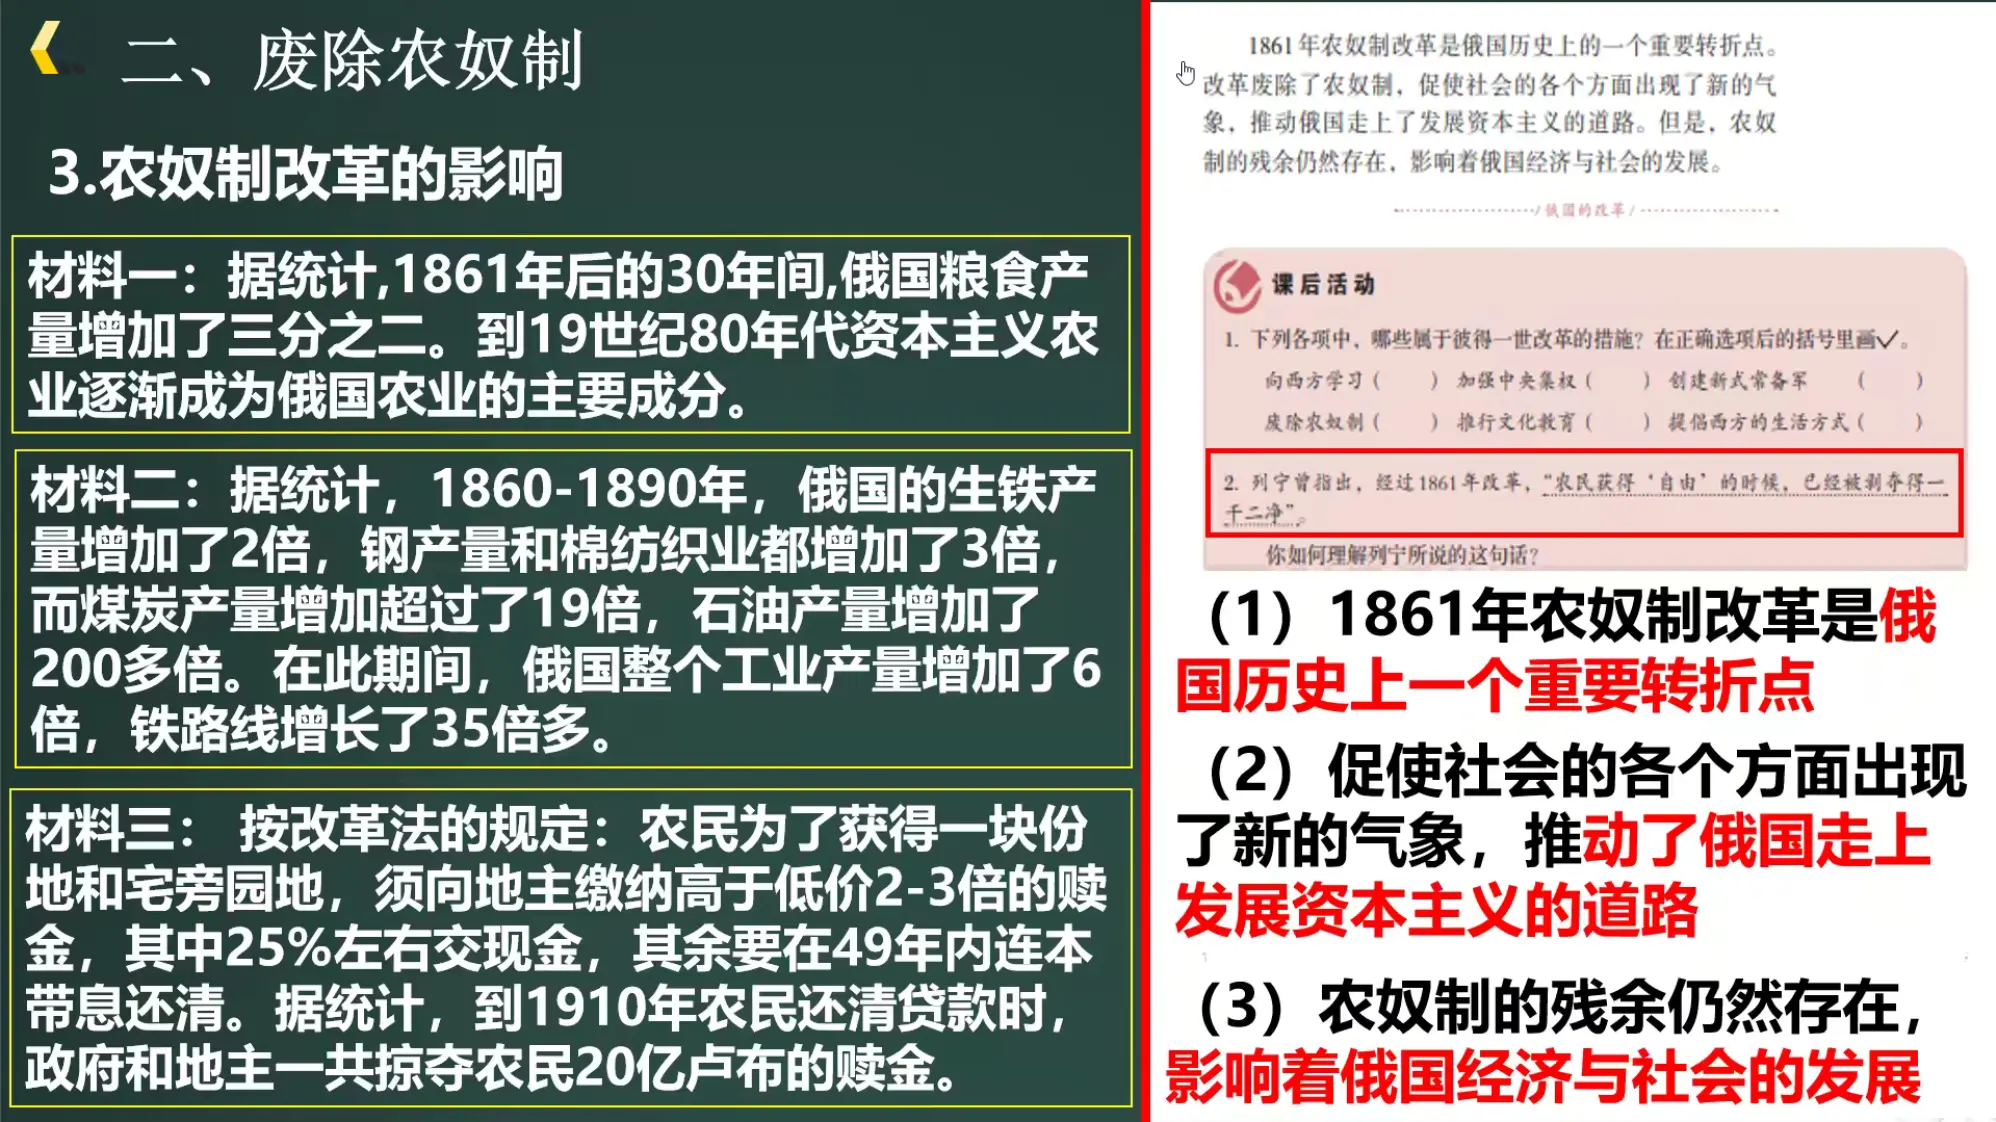 二、废除农奴制
3.农奴制改革的影响
材料一：据统计,1861年后的30年间,俄国粮食产
量增加了三分之二。到19世纪80年代资本主义农
业逐渐成为俄国农业的主要成分。
材料二：据统计，1860-1890年，俄国的生铁产
量增加了2倍，钢产量和棉纺织业都增加了3倍，
而煤炭产量增加超过了19倍，石油产量增加了
200多倍。在此期间，俄国整个工业产量增加了6
倍，铁路线增长了35倍多。
材料三： 按改革法的规定：农民为了获得一块份
地和宅旁园地，须向地主缴纳高于低价2-3倍的赎
金，其中25%左右交现金，其余要在49年内连本
带息还清。据统计，到1910年农民还清贷款时，
政府和地主一共掠夺农民20亿卢布的赎金。
1861年农奴制改革是俄国历史上的一个重要转折点。
改革废除了农奴制，促使社会的各个方面出现了新的气
象，推动俄国走上了发展资本主义的道路。但是，农奴
制的残余仍然存在，影响着俄国经济与社会的发展。
/俄国的改革/
课后活动
1. 下列各项中，哪些属于彼得一世改革的措施？在正确选项后的括号里画✓。
向西方学习（ ）加强中央集权（ ）创建新式常备军（ ）
废除农奴制（ ）推行文化教育（ ）提倡西方的生活方式（ ）
2. 列宁曾指出，经过1861年改革，“农民获得‘自由’的时候，已经被剥夺得一
干二净”。
你如何理解列宁所说的这句话？
（1）1861年农奴制改革是俄
国历史上一个重要转折点
（2）促使社会的各个方面出现
了新的气象，推动了俄国走上
发展资本主义的道路
（3）农奴制的残余仍然存在，
影响着俄国经济与社会的发展